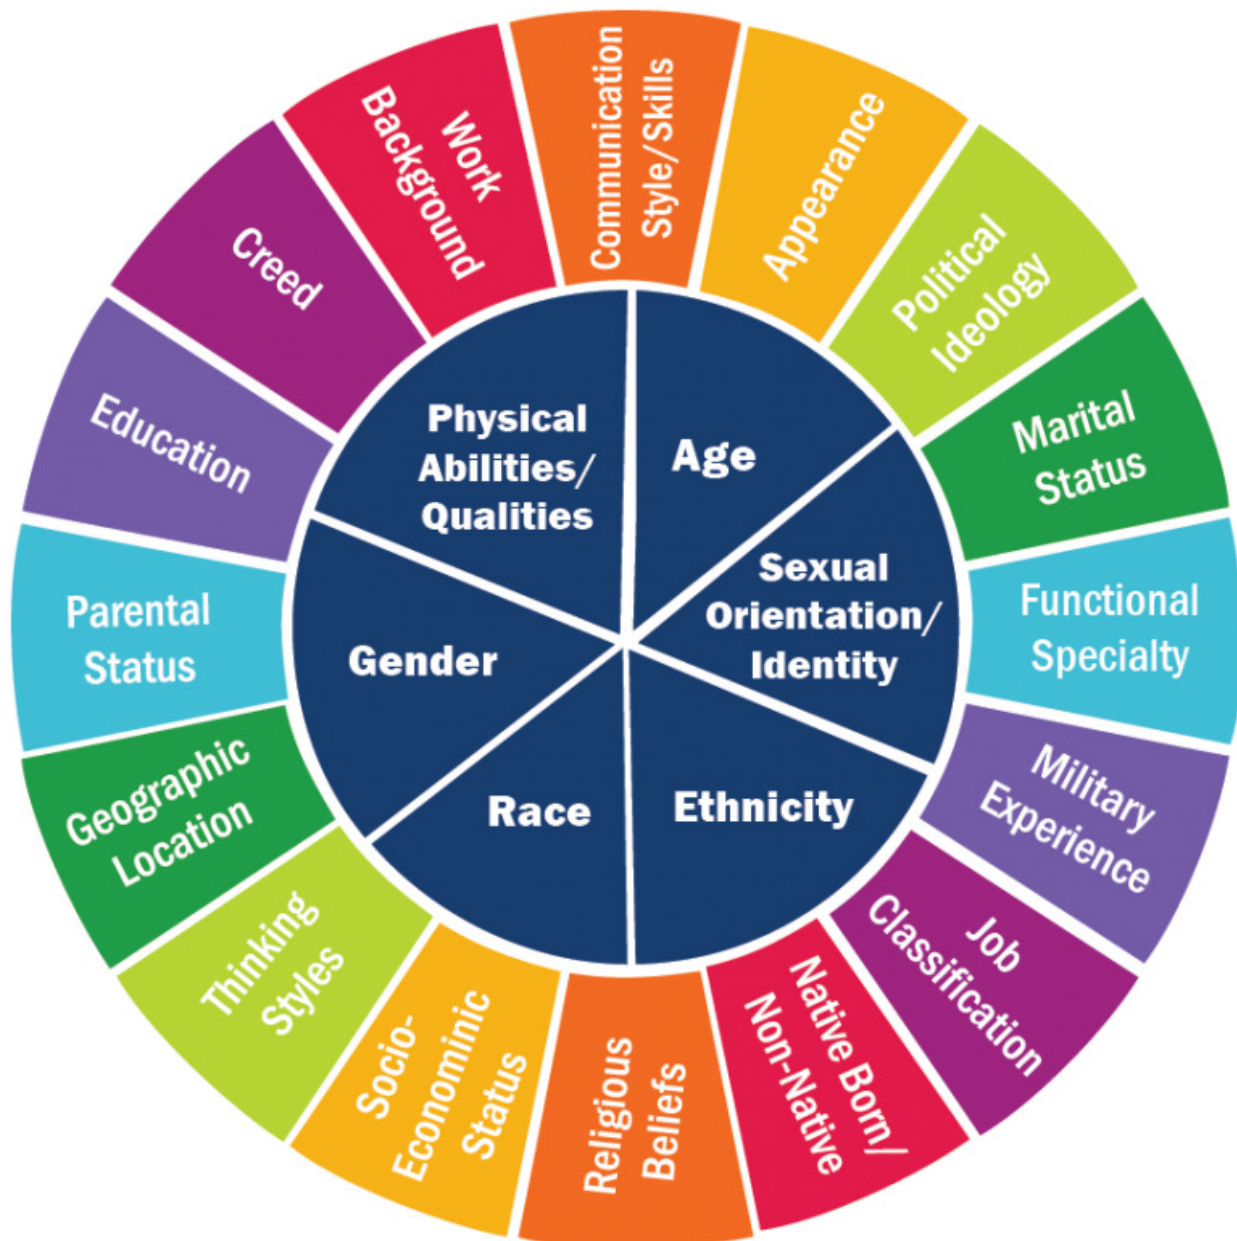 Communication
Style/Skills
Appearance
Political
Ideology
Marital
Status
Functional
Specialty
Military
Experience
Job
Classification
Native Born/
Non-Native
Religious
Beliefs
Socio-
Econominic
Status
Thinking
Styles
Geographic
Location
Parental
Status
Education
Creed
Work
Background
Age
Sexual
Orientation/
Identity
Ethnicity
Race
Gender
Physical
Abilities/
Qualities